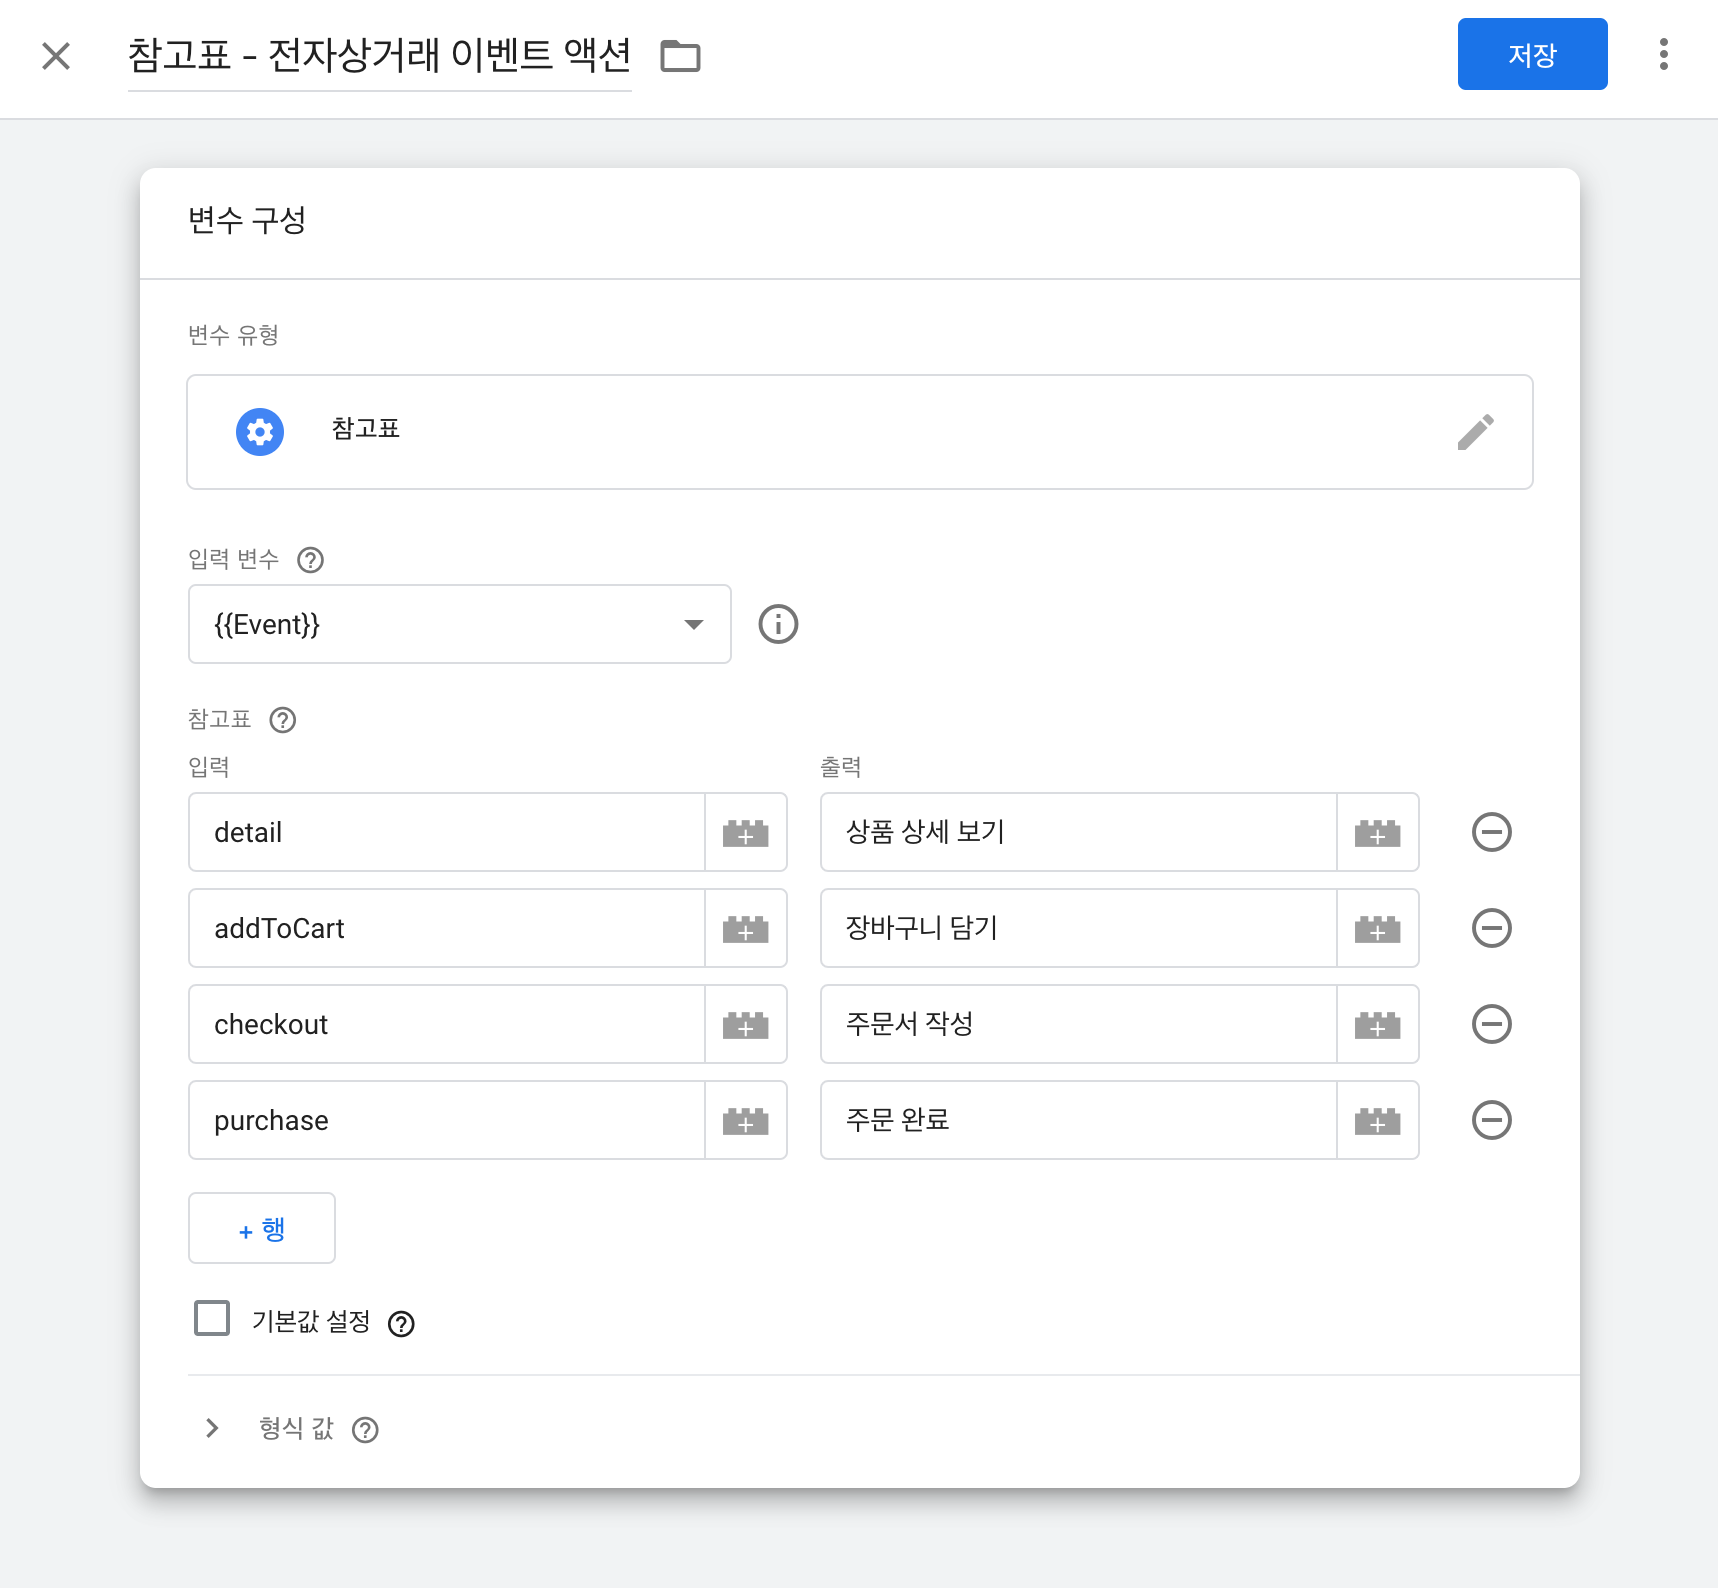 참고표 - 전자상거래 이벤트 액션
저장
변수 구성
변수 유형
참고표
입력 변수
{{Event}}
참고표
입력 출력
detail 상품 상세 보기
addToCart 장바구니 담기
checkout 주문서 작성
purchase 주문 완료
+ 행
기본값 설정
형식 값